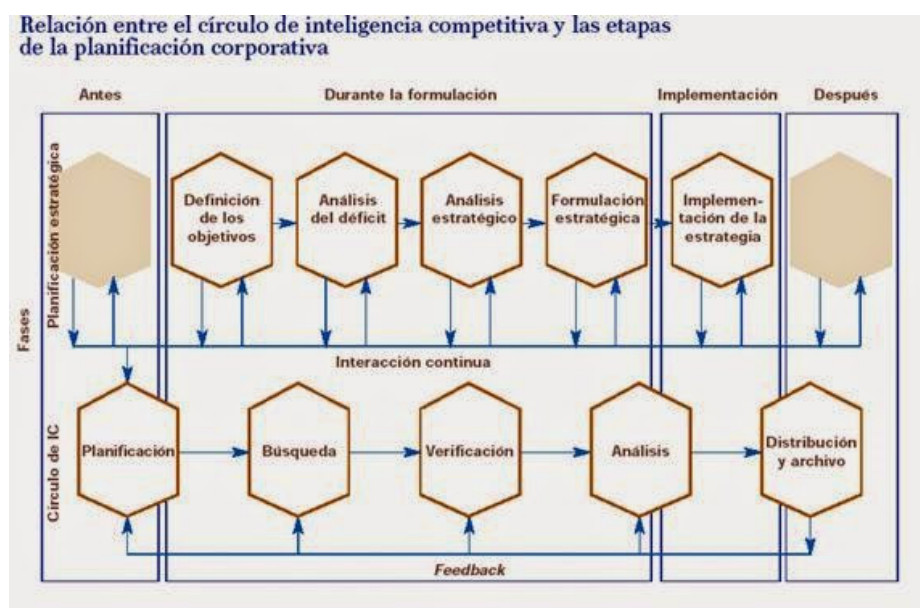 Relación entre el círculo de inteligencia competitiva y las etapas
de la planificación corporativa
Antes
Durante la formulación
Implementación
Después
Fases
Planificación estratégica
Definición
de los
objetivos
Análisis
del déficit
Análisis
estratégico
Formulación
estratégica
Implemen-
tación de la
estrategia
Interacción continua
Círculo de IC
Planificación
Búsqueda
Verificación
Análisis
Distribución
y archivo
Feedback